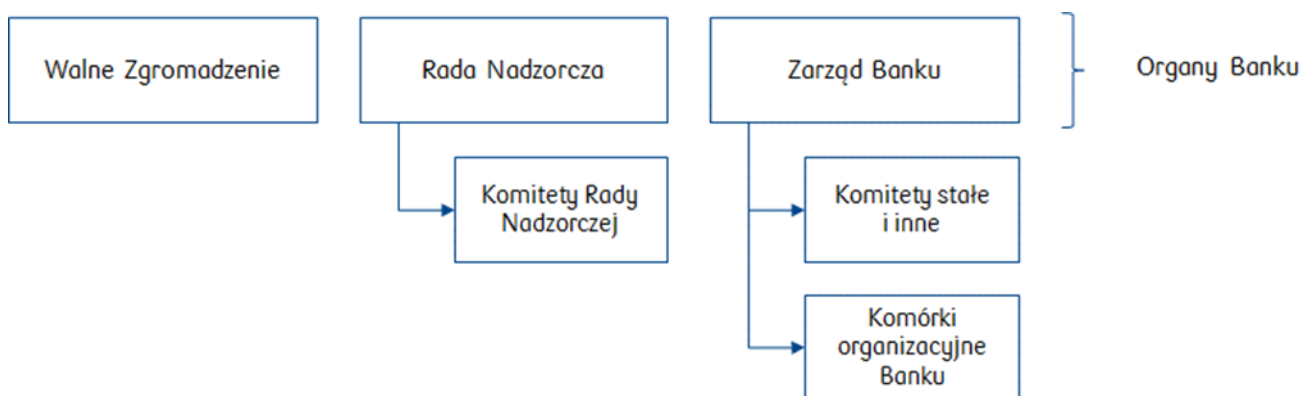 Walne Zgromadzenie
Rada Nadzorcza
Zarząd Banku
Organy Banku
Komitety Rady
Nadzorczej
Komitety stałe
i inne
Komórki
organizacyjne
Banku